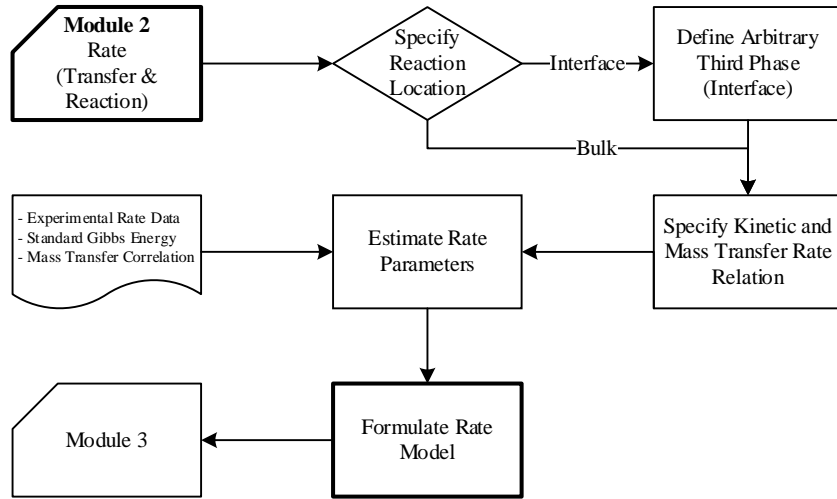 Module 2
Rate
(Transfer &
Reaction)
Specify
Reaction
Location
Interface
Define Arbitrary
Third Phase
(Interface)
Bulk
- Experimental Rate Data
- Standard Gibbs Energy
- Mass Transfer Correlation
Estimate Rate
Parameters
Specify Kinetic and
Mass Transfer Rate
Relation
Module 3
Formulate Rate
Model